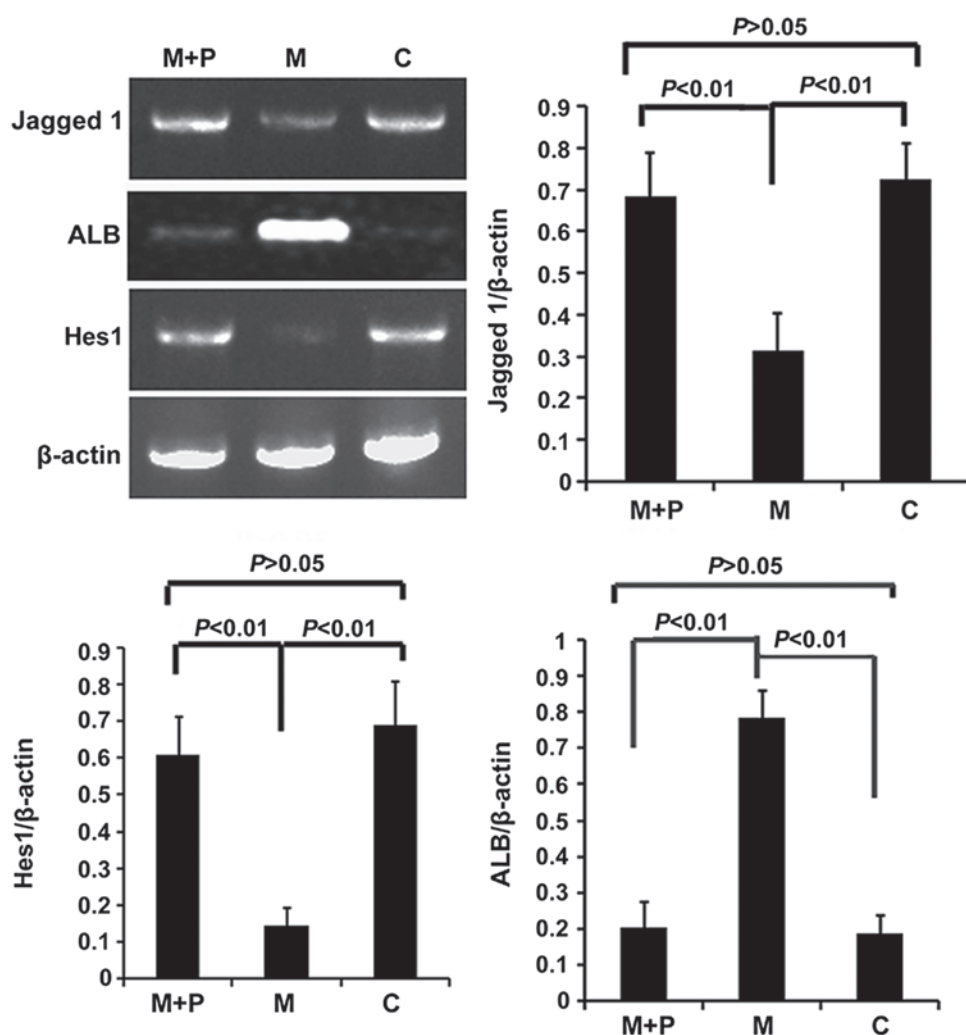 M+P M C
Jagged 1
ALB
Hes1
β-actin
P>0.05
P<0.01 P<0.01
0.9
0.8
0.7
0.6
0.5
0.4
0.3
0.2
0.1
0
Jagged 1/β-actin
M+P M C
P>0.05
P<0.01 P<0.01
0.9
0.8
0.7
0.6
0.5
0.4
0.3
0.2
0.1
0
Hes1/β-actin
M+P M C
P>0.05
P<0.01 P<0.01
1
0.9
0.8
0.7
0.6
0.5
0.4
0.3
0.2
0.1
0
ALB/β-actin
M+P M C